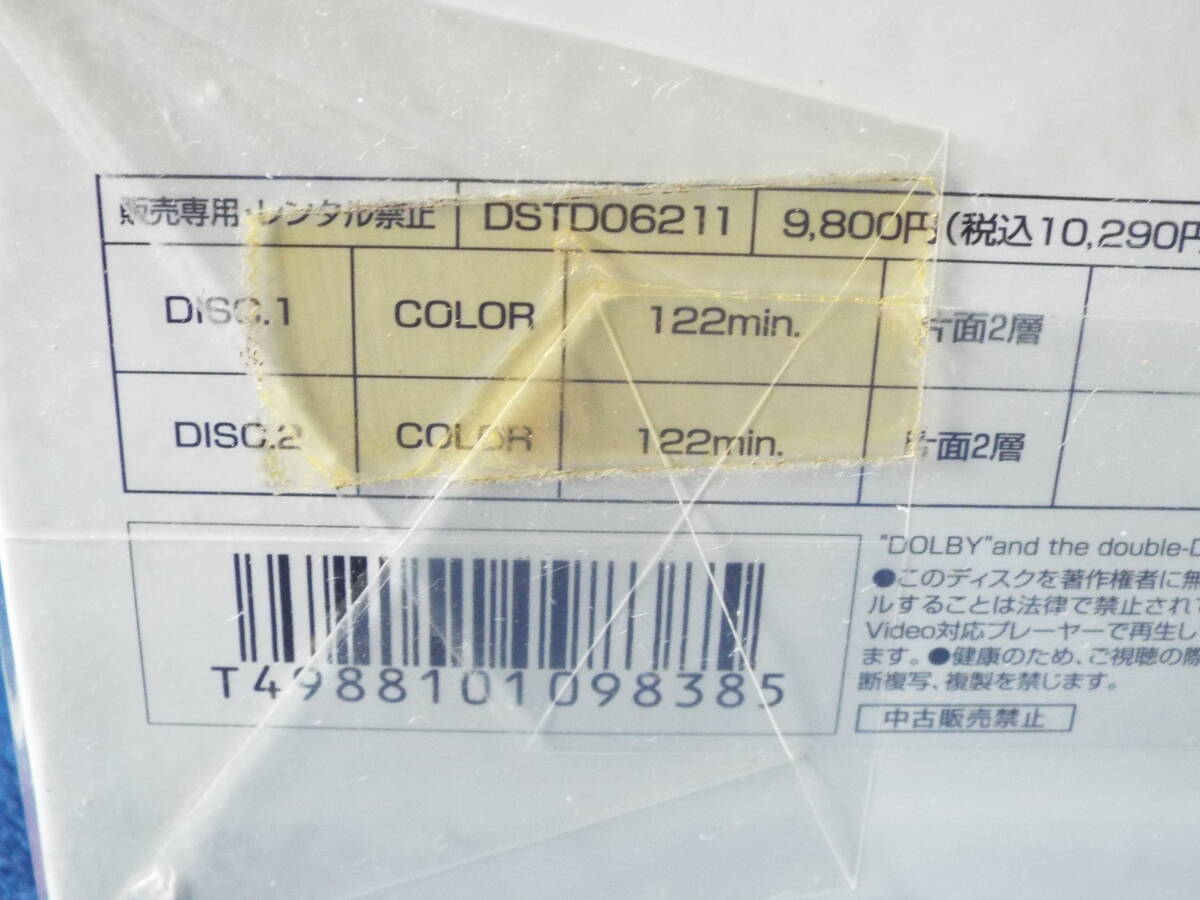 販売専用・レンタル禁止 DSTD06211 9,800円(税込10,290円
DISC.1 COLOR 122min. 片面2層
DISC.2 COLOR 122min. 片面2層
T4988101098385
"DOLBY"and the double-D
●このディスクを著作権者に無
ルすることは法律で禁止されて
Video対応プレーヤーで再生し
ます。●健康のため、ご視聴の際
断複写、複製を禁じます。
中古販売禁止